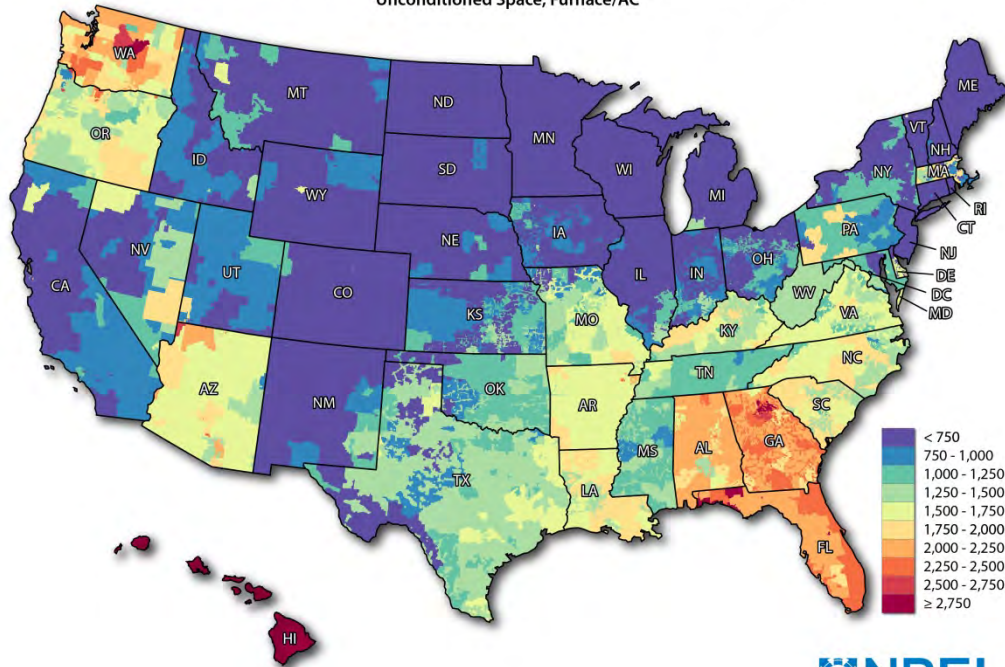 Unconditioned Space, Furnace/AC
WA
MT
ND
MN
ME
VT
NH
OR
ID
WY
SD
WI
MI
NY
MA
RI
CT
NJ
DE
DC
MD
NE
IA
PA
NV
UT
CO
IL
IN
OH
WV
VA
CA
KS
MO
KY
NC
AZ
NM
OK
AR
TN
SC
TX
LA
MS
AL
GA
FL
HI
< 750
750 - 1,000
1,000 - 1,250
1,250 - 1,500
1,500 - 1,750
1,750 - 2,000
2,000 - 2,250
2,250 - 2,500
2,500 - 2,750
≥ 2,750